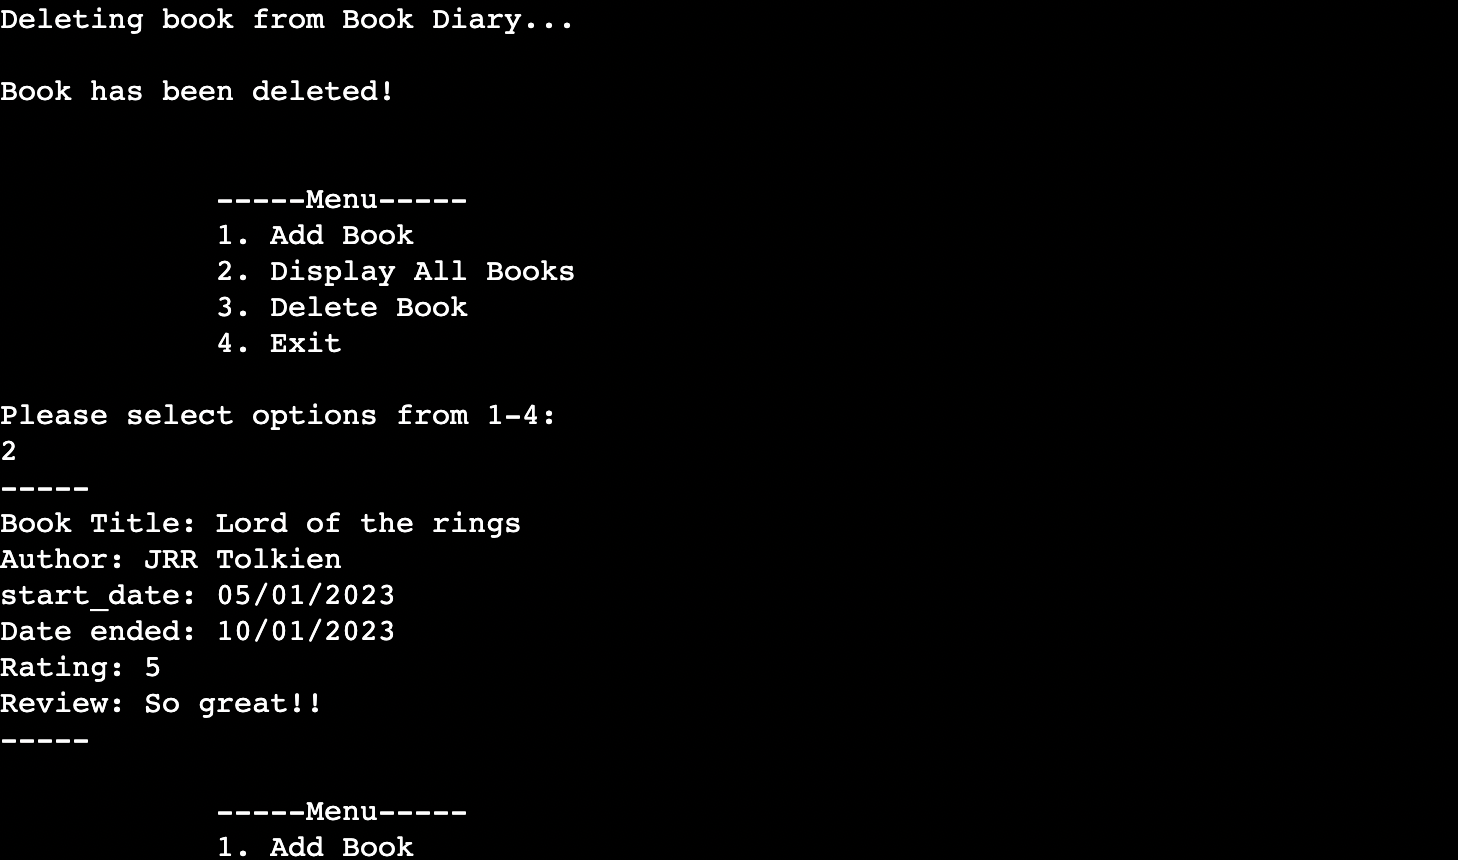 Deleting book from Book Diary...
Book has been deleted!
-----Menu-----
1. Add Book
2. Display All Books
3. Delete Book
4. Exit
Please select options from 1-4:
2
-----
Book Title: Lord of the rings
Author: JRR Tolkien
start_date: 05/01/2023
Date ended: 10/01/2023
Rating: 5
Review: So great!!
-----
-----Menu-----
1. Add Book